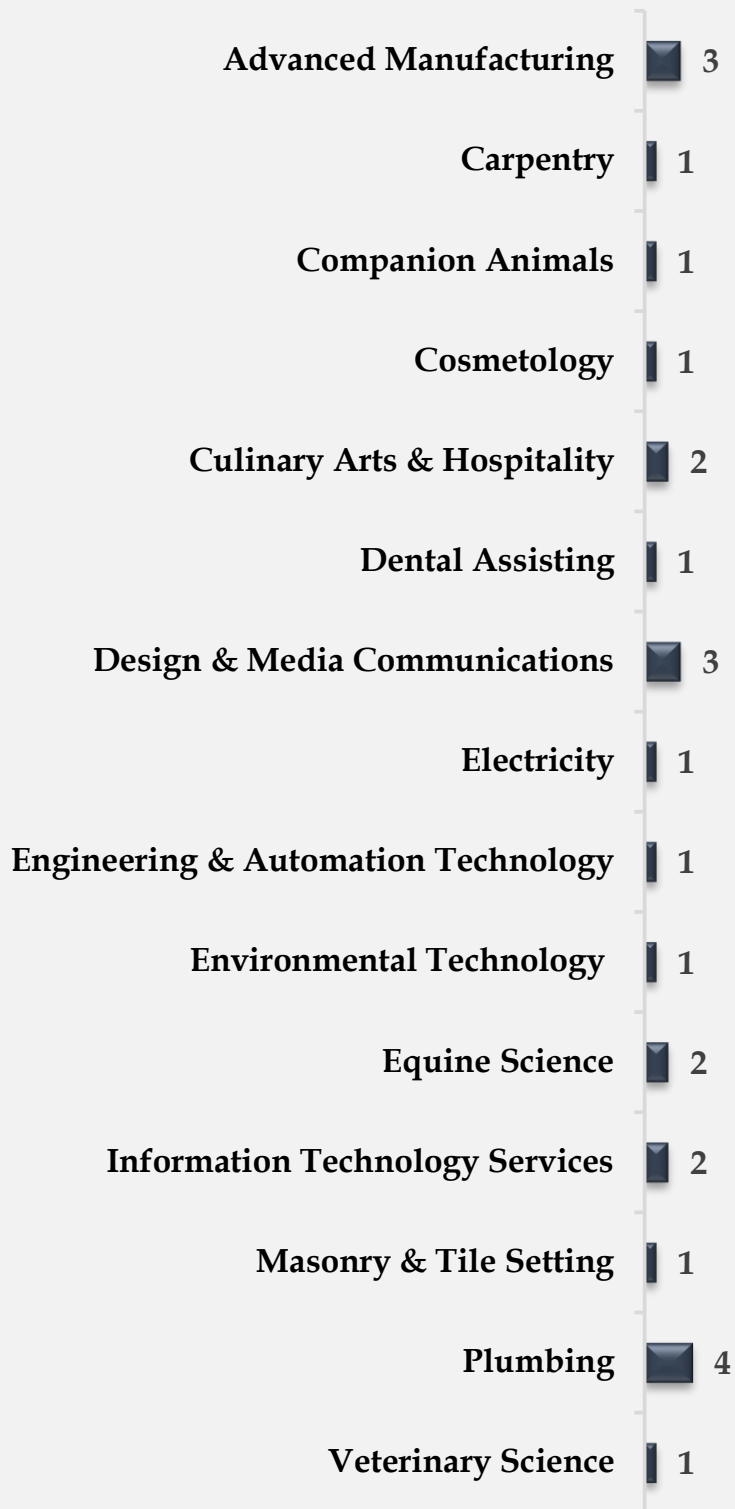 Advanced Manufacturing 3
Carpentry 1
Companion Animals 1
Cosmetology 1
Culinary Arts & Hospitality 2
Dental Assisting 1
Design & Media Communications 3
Electricity 1
Engineering & Automation Technology 1
Environmental Technology 1
Equine Science 2
Information Technology Services 2
Masonry & Tile Setting 1
Plumbing 4
Veterinary Science 1